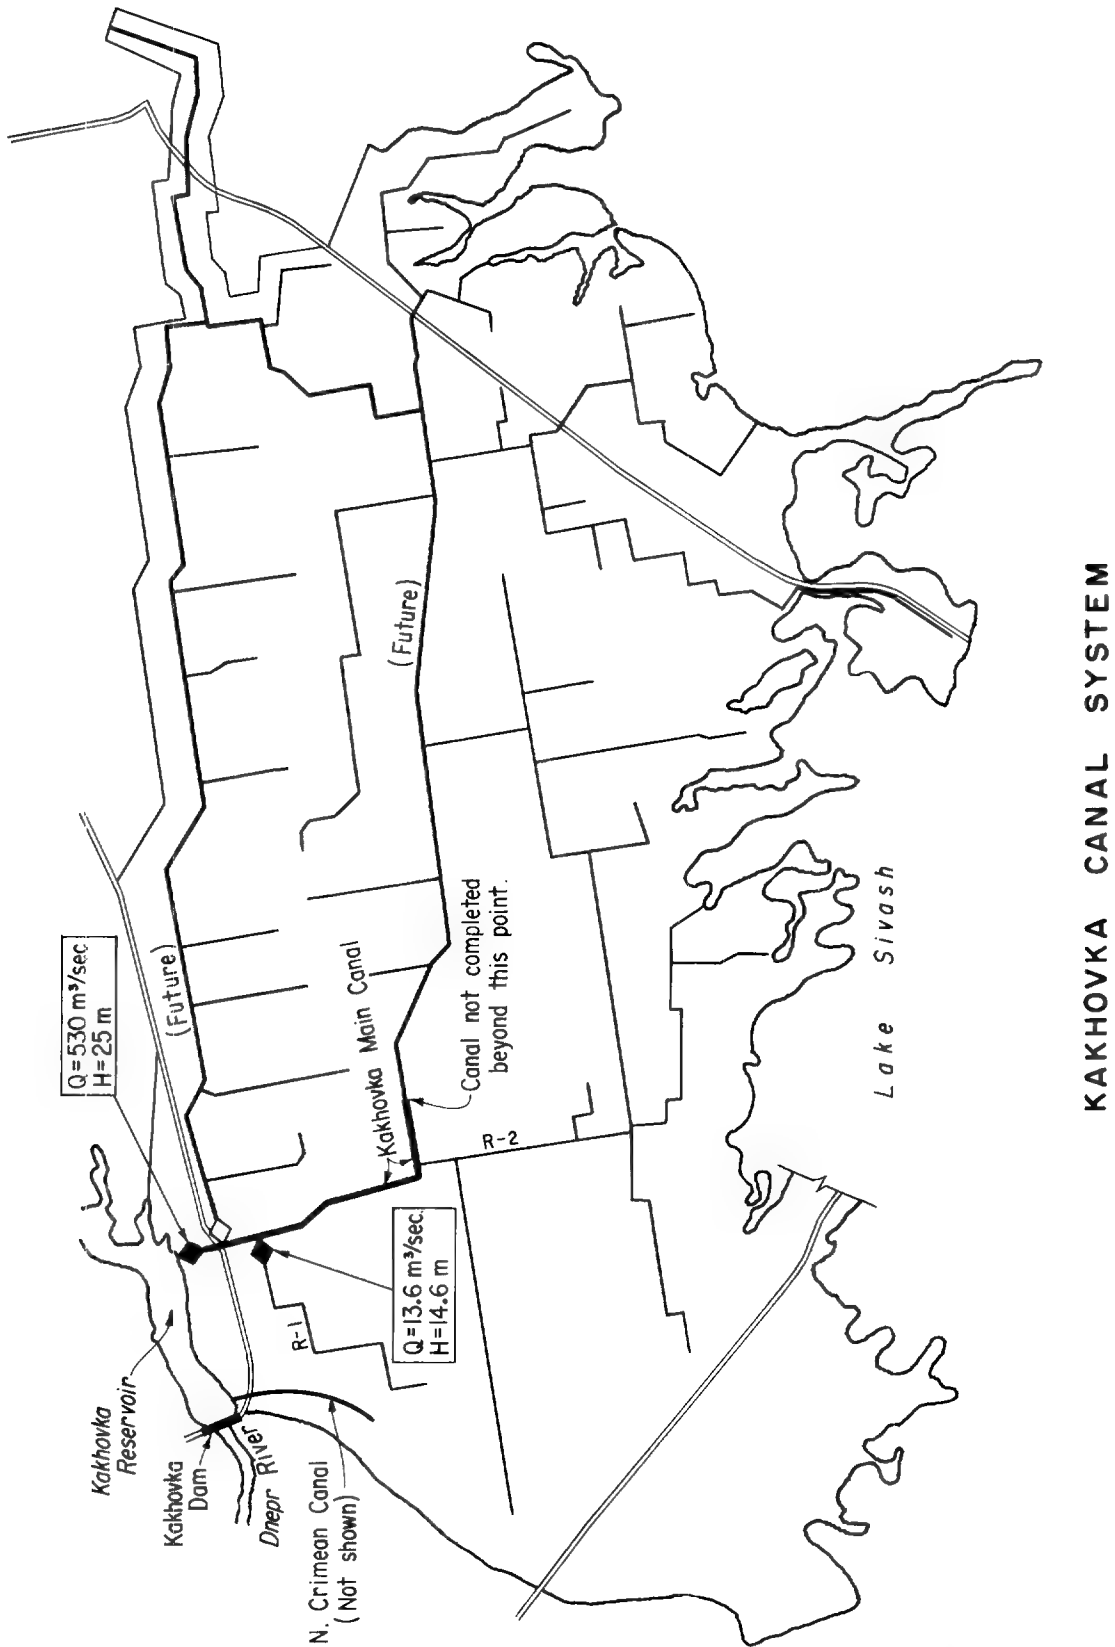 Kakhovka
Reservoir
Kakhovka
Dam
Dnepr River
N. Crimean Canal
(Not shown)
Q=530 m³/sec
H=25 m
(Future)
R-1
Q=13.6 m³/sec.
H=14.6 m
Kakhovka Main Canal
Canal not completed
beyond this point.
R-2
(Future)
Lake Sivash
KAKHOVKA CANAL SYSTEM